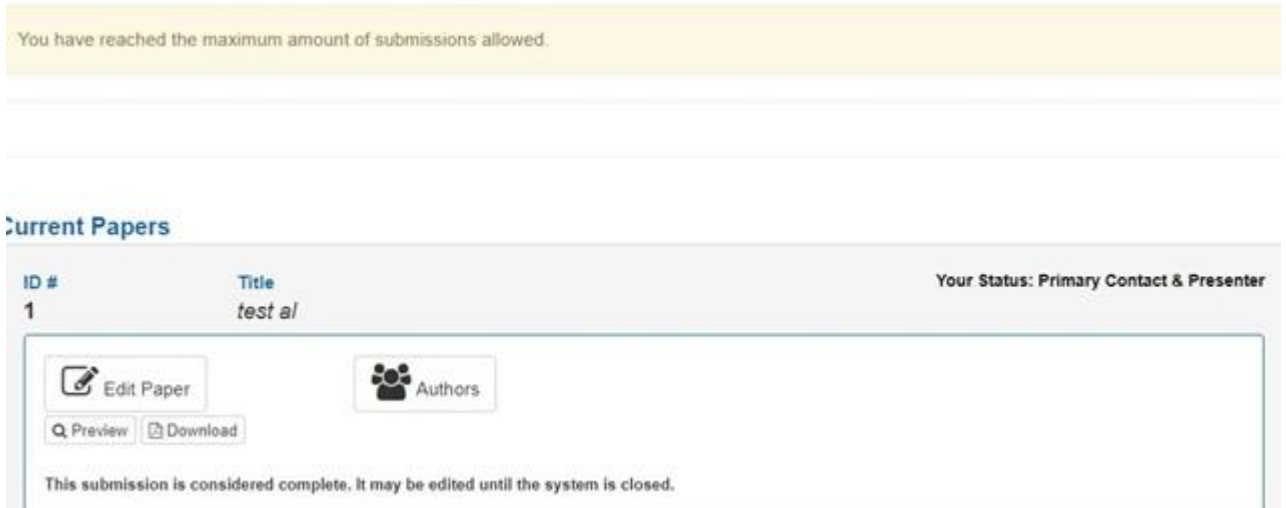 You have reached the maximum amount of submissions allowed.
Current Papers
ID # Title Your Status: Primary Contact & Presenter
1 test al
Edit Paper Authors
Preview Download
This submission is considered complete. It may be edited until the system is closed.